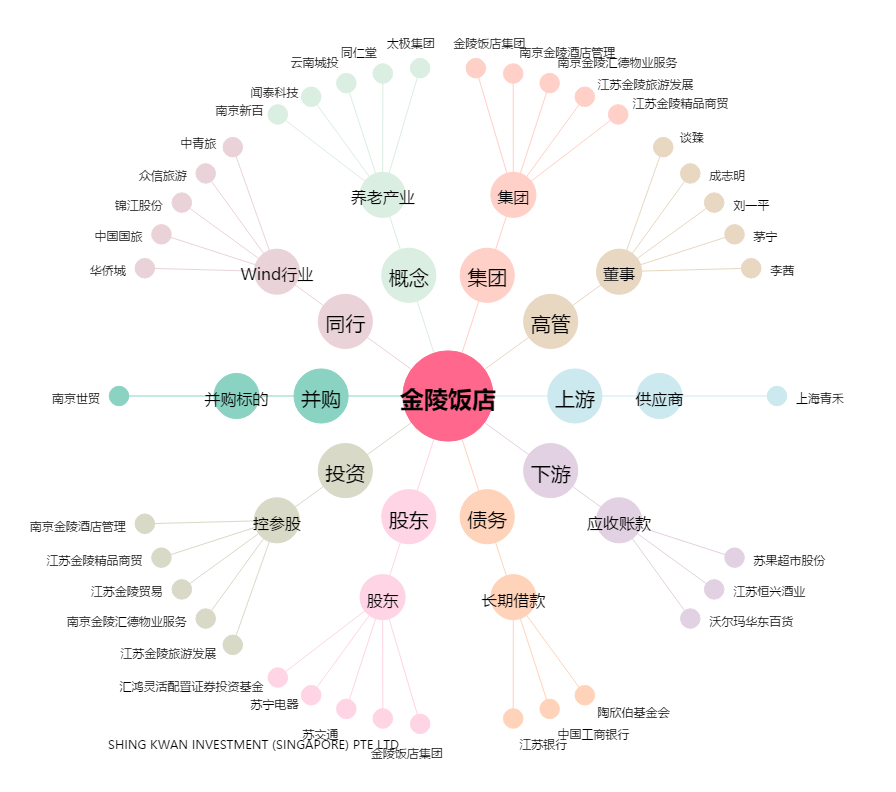 太极集团
金陵饭店集团
同仁堂
南京金陵酒店管理
云南城投
南京金陵汇德物业服务
闻泰科技
江苏金陵旅游发展
南京新百
江苏金陵精品商贸
中青旅
谈臻
众信旅游
成志明
养老产业
集团
锦江股份
刘一平
中国国旅
茅宁
华侨城
Wind行业
概念
集团
董事
李茜
同行
高管
南京世贸
并购标的
并购
金陵饭店
上游
供应商
上海青禾
投资
下游
南京金陵酒店管理
控参股
股东
债务
应收账款
江苏金陵精品商贸
苏果超市股份
江苏金陵贸易
江苏恒兴酒业
股东
长期借款
南京金陵汇德物业服务
沃尔玛华东百货
江苏金陵旅游发展
汇鸿灵活配置证券投资基金
苏宁电器
陶欣伯基金会
苏交通
中国工商银行
SHING KWAN INVESTMENT (SINGAPORE) PTE LTD
江苏银行
金陵饭店集团